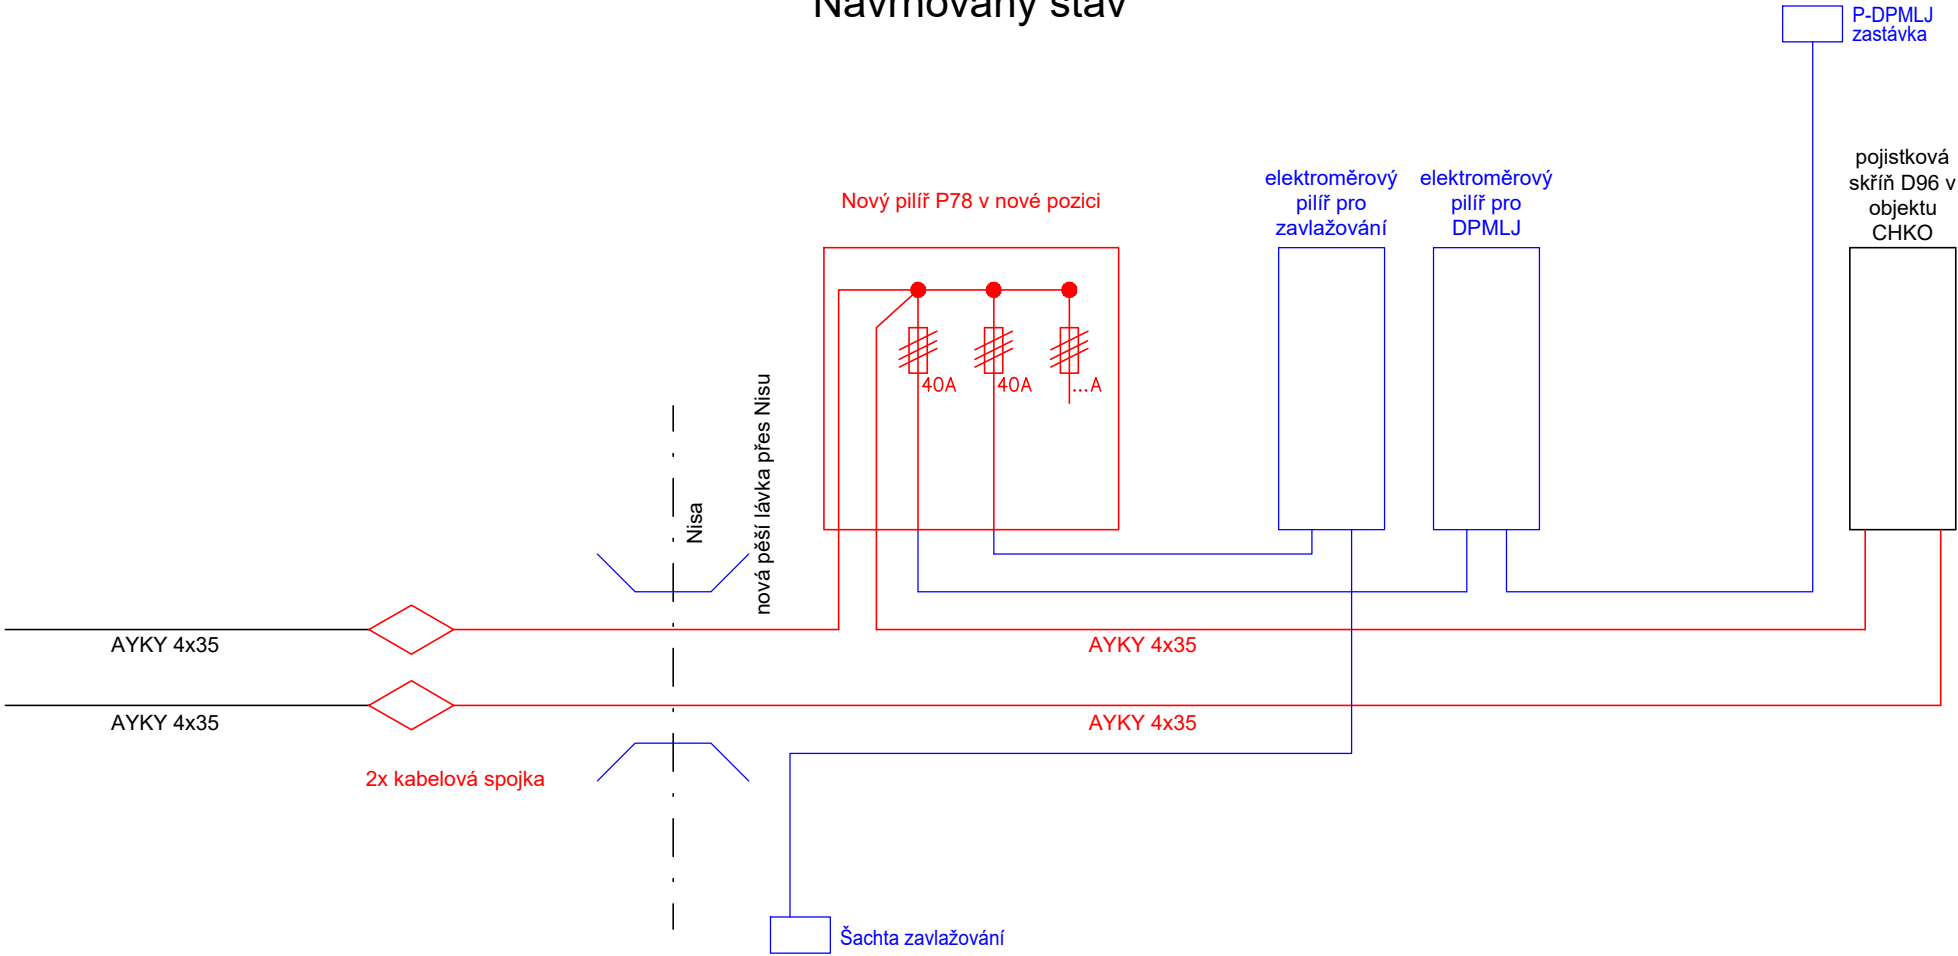 Navrhovaný stav
P-DPMLJ
zastávka
pojistková
skříň D96 v
objektu
CHKO
elektroměrový
pilíř pro
zavlažování
elektroměrový
pilíř pro
DPMLJ
Nový pilíř P78 v nové pozici
40A
40A
...A
nová pěší lávka přes Nisu
Nisa
AYKY 4x35
AYKY 4x35
AYKY 4x35
AYKY 4x35
2x kabelová spojka
Šachta zavlažování